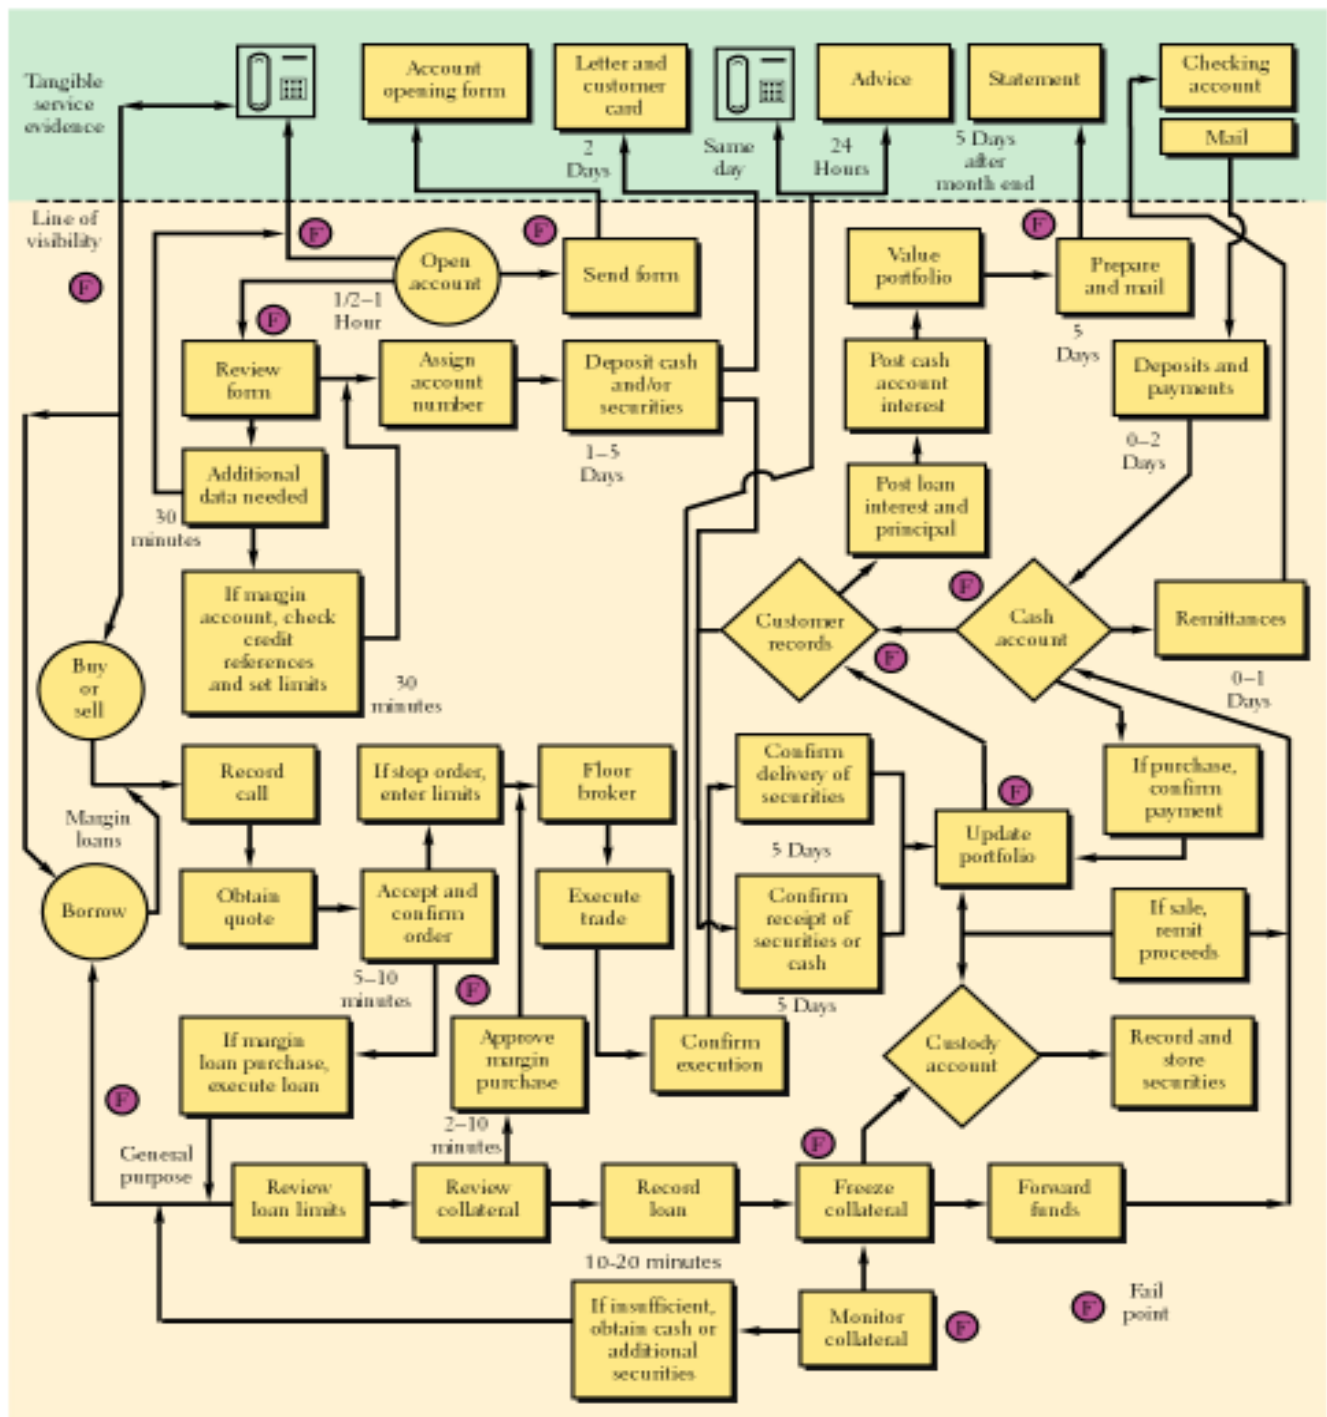 Tangible
service
evidence
Account
opening form
Letter and
customer
card
Advice
Statement
Checking
account
Mail
2
Days
Same
day
24
Hours
5 Days
after
month end
Line of
visibility
F
F
F
F
Open
account
Send form
Value
portfolio
Prepare
and mail
1/2–1
Hour
F
5
Days
Review
form
Assign
account
number
Deposit cash
and/or
securities
Post cash
account
interest
Deposits and
payments
1–5
Days
0–2
Days
Additional
data needed
30
minutes
Post loan
interest and
principal
If margin
account, check
credit
references
and set limits
30
minutes
F
Customer
records
F
Cash
account
Remittances
0–1
Days
Buy
or
sell
Record
call
If stop order,
enter limits
Floor
broker
Confirm
delivery of
securities
If purchase,
confirm
payment
F
Margin
loans
5 Days
Update
portfolio
Borrow
Obtain
quote
Accept and
confirm
order
Execute
trade
Confirm
receipt of
securities or
cash
If sale,
remit
proceeds
5–10
minutes
F
5 Days
If margin
loan purchase,
execute loan
Approve
margin
purchase
Confirm
execution
Custody
account
Record and
store
securities
F
2–10
minutes
F
General
purpose
Review
loan limits
Review
collateral
Record
loan
Freeze
collateral
Forward
funds
10-20 minutes
If insufficient,
obtain cash or
additional
securities
Monitor
collateral
F
F
Fail
point